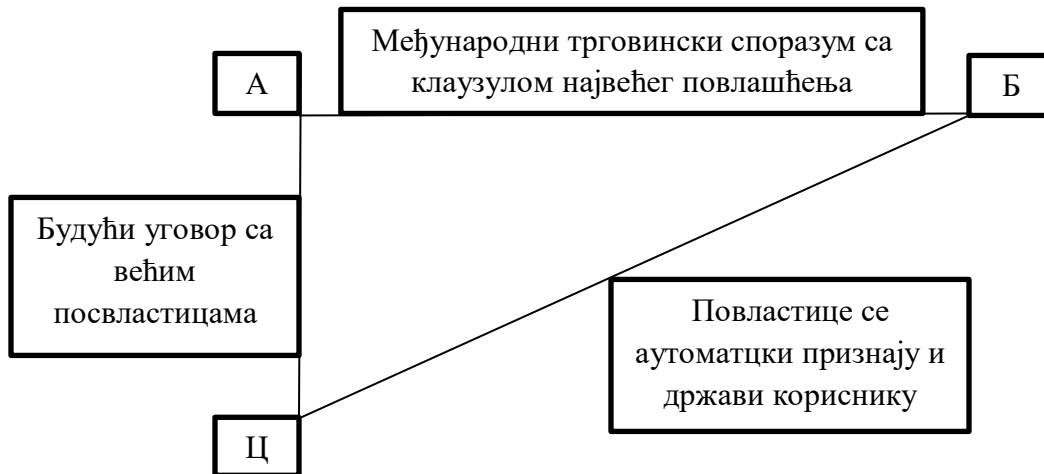 Међународни трговински споразум са
клаузулом највећег повлашћења
А
Б
Будући уговор са
већим
посвластицама
Повластице се
аутоматцки признају и
држави кориснику
Ц